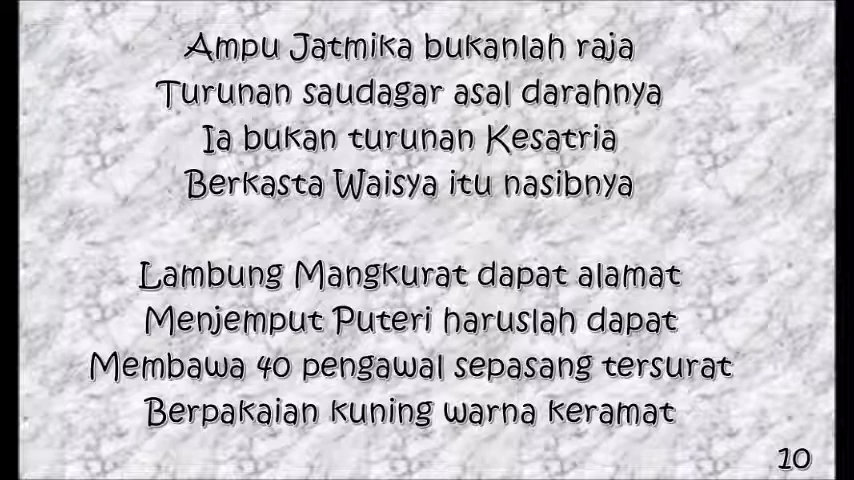 Ampu Jatmika bukanlah raja
Turunan saudagar asal darahnya
Ia bukan turunan Kesatria
Berkasta Waisya itu nasibnya
Lambung Mangkurat dapat alamat
Menjemput Puteri haruslah dapat
Membawa 40 pengawal sepasang tersurat
Berpakaian kuning warna keramat
10